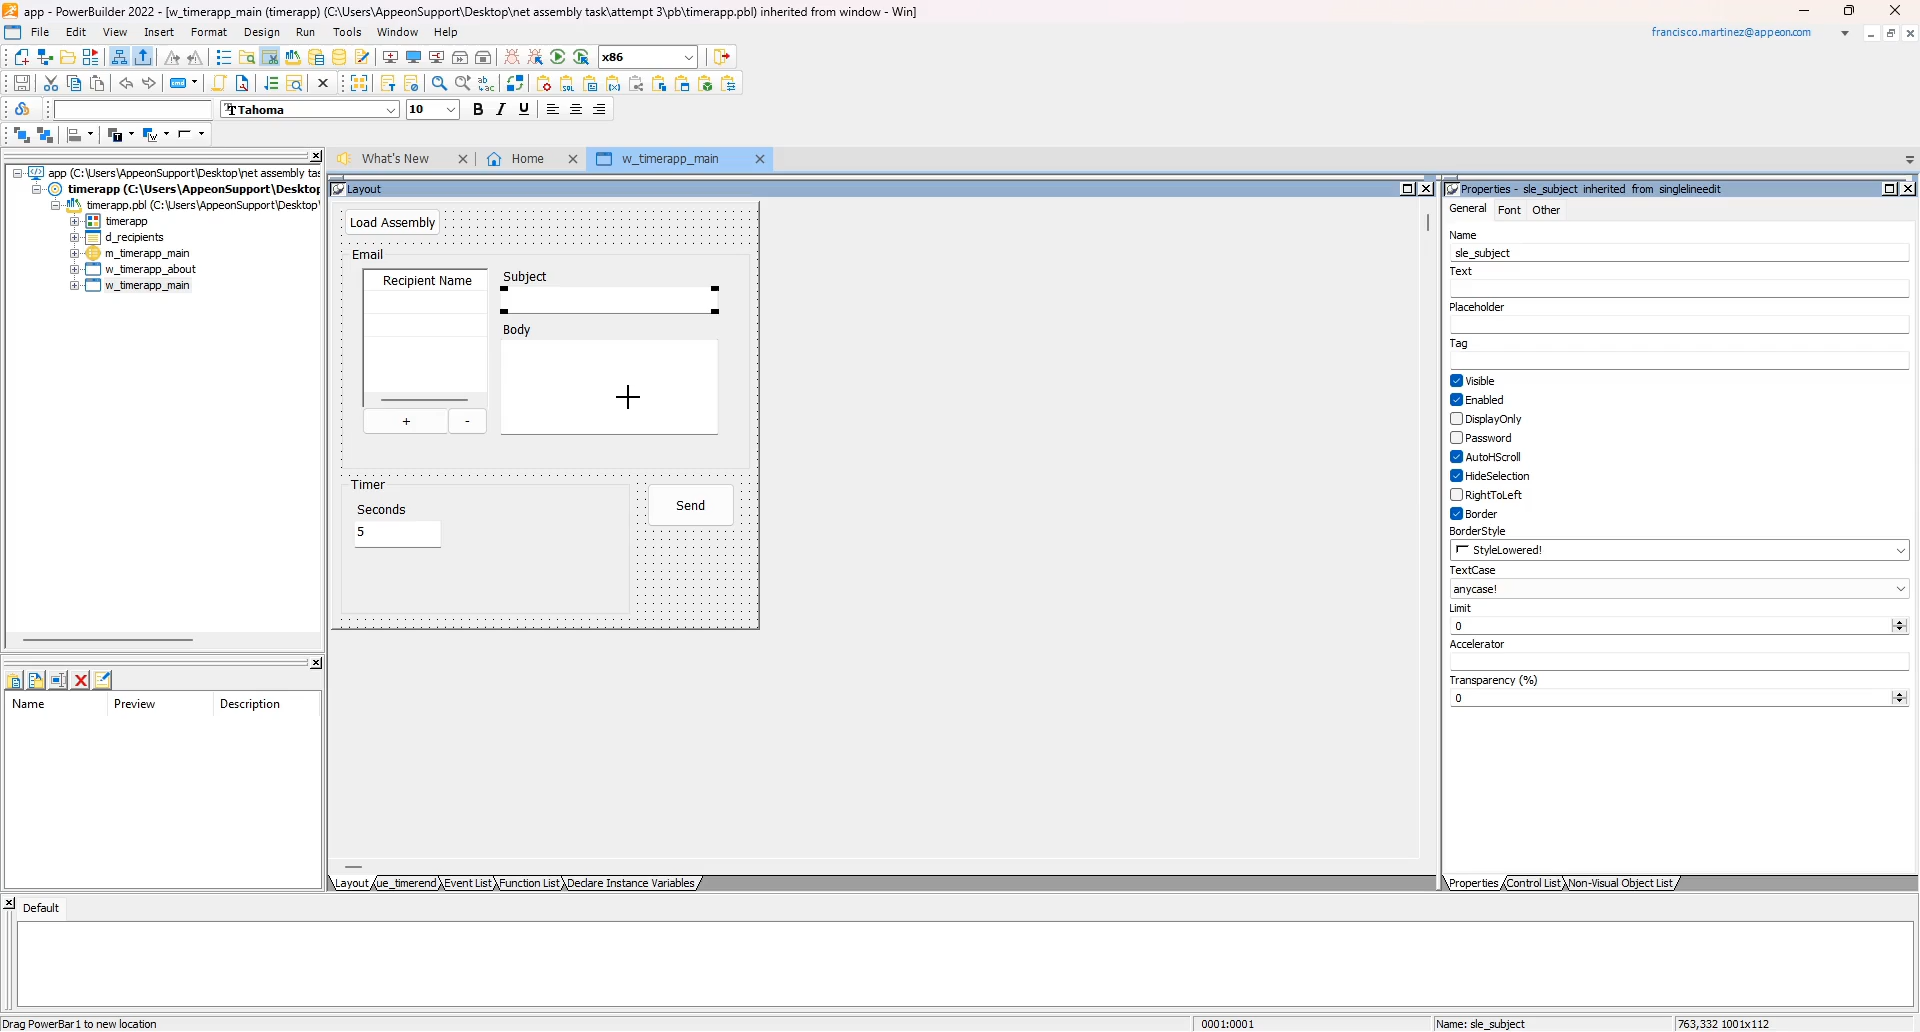 app - PowerBuilder 2022 - [w_timerapp_main (timerapp) (C:\Users\AppeonSupport\Desktop\net assembly task\attempt 3\pb\timerapp.pbl) inherited from window - Win]
File Edit View Insert Format Design Run Tools Window Help
francisco.martinez@appeon.com
x86
Tahoma
10
B I U
What's New
Home
w_timerapp_main
app (C:\Users\AppeonSupport\Desktop\net assembly tas
timerapp (C:\Users\AppeonSupport\Desktop
timerapp.pbl (C:\Users\AppeonSupport\Desktop'
timerapp
d_recipients
m_timerapp_main
w_timerapp_about
w_timerapp_main
Name Preview Description
Layout
Load Assembly
Email
Recipient Name
+ -
Subject
Body
Timer
Seconds
5
Send
Layout ue_timerend Event List Function List Declare Instance Variables
Properties - sle_subject inherited from singlelineedit
General Font Other
Name
sle_subject
Text
Placeholder
Tag
Visible
Enabled
DisplayOnly
Password
AutoHScroll
HideSelection
RightToLeft
Border
BorderStyle
StyleLowered!
TextCase
anycase!
Limit
0
Accelerator
Transparency (%)
0
Properties Control List Non-Visual Object List
Default
Drag PowerBar1 to new location
0001:0001
Name: sle_subject
763,332 1001x112